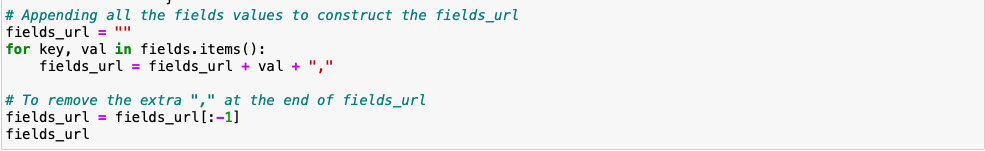 }
# Appending all the fields values to construct the fields_url
fields_url = ""
for key, val in fields.items():
    fields_url = fields_url + val + ","

# To remove the extra "," at the end of fields_url
fields_url = fields_url[:-1]
fields_url